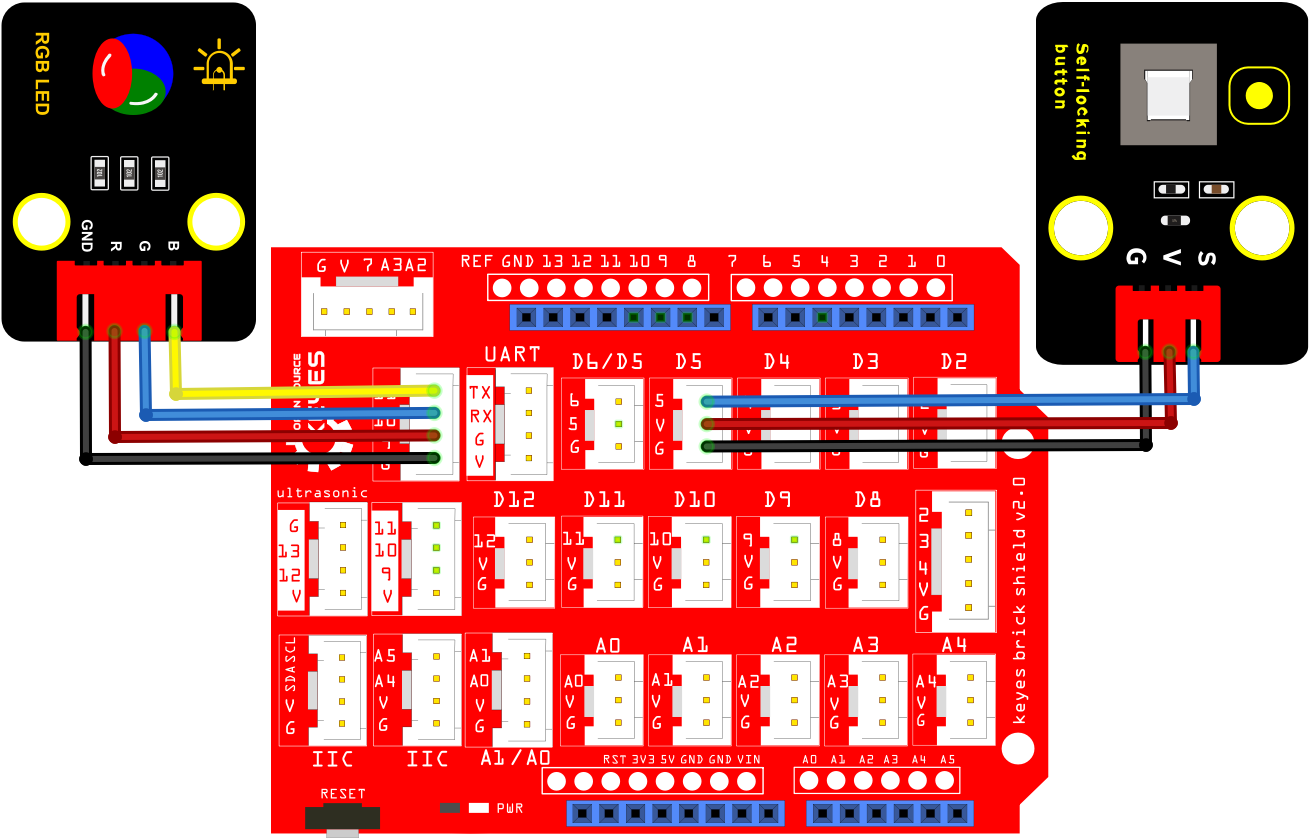 RGB LED
102
102
102
GND
R
G
B
Self-locking
button
G
V
S
G V 7 A3 A2
REF GND 13 12 11 10 9 8
7 6 5 4 3 2 1 0
UART
TX
RX
G
V
D6/D5
6
5
G
D5
5
V
G
D4
D3
D2
ultrasonic
G
13
12
V
11
10
9
V
D12
12
V
G
D11
11
V
G
D10
10
V
G
D9
9
V
G
D8
8
V
G
2
3
4
V
G
keyes brick shield v2.0
SCL
SDA
V
G
IIC
A5
A4
V
G
IIC
A1
A0
V
G
A1/A0
A0
A0
V
G
A1
A1
V
G
A2
A2
V
G
A3
A3
V
G
A4
A4
V
G
RST 3V3 5V GND GND VIN
A0 A1 A2 A3 A4 A5
RESET
PWR